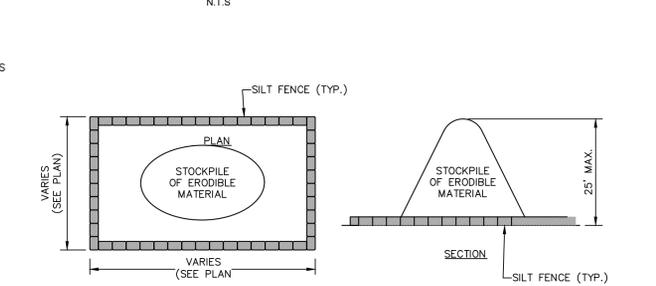 N.T.S
S
SILT FENCE (TYP.)
PLAN
STOCKPILE
OF ERODIBLE
MATERIAL
VARIES
(SEE PLAN)
VARIES
(SEE PLAN
STOCKPILE
OF ERODIBLE
MATERIAL
25' MAX.
SECTION
SILT FENCE (TYP.)